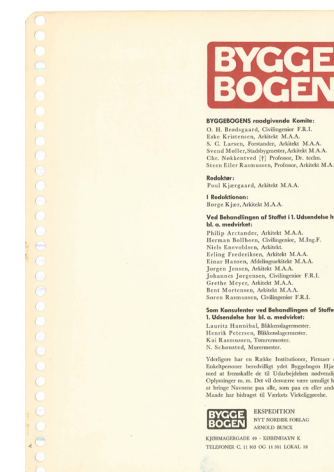 BYGGE
BOGEN
BYGGEBOGENS raadgivende Komite:
O. H. Brødsgaard, Civilingeniør F.R.I.
Eske Kristensen, Arkitekt M.A.A.
S. C. Larsen, Forstander, Arkitekt M.A.A.
Svend Møller, Stadsbygmester, Arkitekt M.A.A.
Chr. Nøkkentved [†] Professor, Dr. techn.
Steen Eiler Rasmussen, Professor, Arkitekt M.A.
Redaktør:
Poul Kjærgaard, Arkitekt M.A.A.
I Redaktionen:
Børge Kjær, Arkitekt M.A.A.
Ved Behandlingen af Stoffet i 1. Udsendelse h
bl. a. medvirket:
Philip Arctander, Arkitekt M.A.A.
Herman Bollhorn, Civilingeniør, M.Ing.F.
Niels Enevoldsen, Arkitekt.
Erling Frederiksen, Arkitekt M.A.A.
Einar Hansen, Afdelingsarkitekt M.A.A.
Jørgen Jensen, Arkitekt M.A.A.
Johannes Jørgensen, Civilingeniør F.R.I.
Grethe Meyer, Arkitekt M.A.A.
Bent Mortensen, Arkitekt M.A.A.
Søren Rasmussen, Civilingeniør F.R.I.
Som Konsulenter ved Behandlingen af Stoffe
1. Udsendelse har bl. a. medvirket:
Lauritz Hannibal, Blikkenslagermester.
Henrik Petersen, Blikkenslagermester.
Kai Rasmussen, Tømrermester.
N. Schousted, Murermester.
Yderligere har en Række Institutioner, Firmaer o
Enkeltpersoner beredvilligt ydet Byggebogen Hjæ
med at fremskaffe de til Udarbejdelsen nødvendi
Oplysninger m. m. Det vil desværre være umuligt h
at bringe Navnene paa alle, som paa en eller and
Maade har bidraget til Værkets Virkeliggørelse.
BYGGE
BOGEN
EKSPEDITION
NYT NORDISK FORLAG
ARNOLD BUSCK
KJØBMAGERGADE 49 - KØBENHAVN K
TELEFONER C. 11 103 OG 14 501 LOKAL 18